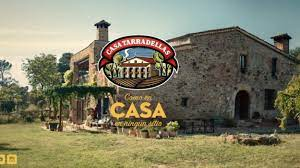 CASA TARRADELLAS
Como en
CASA
en ningún sitio